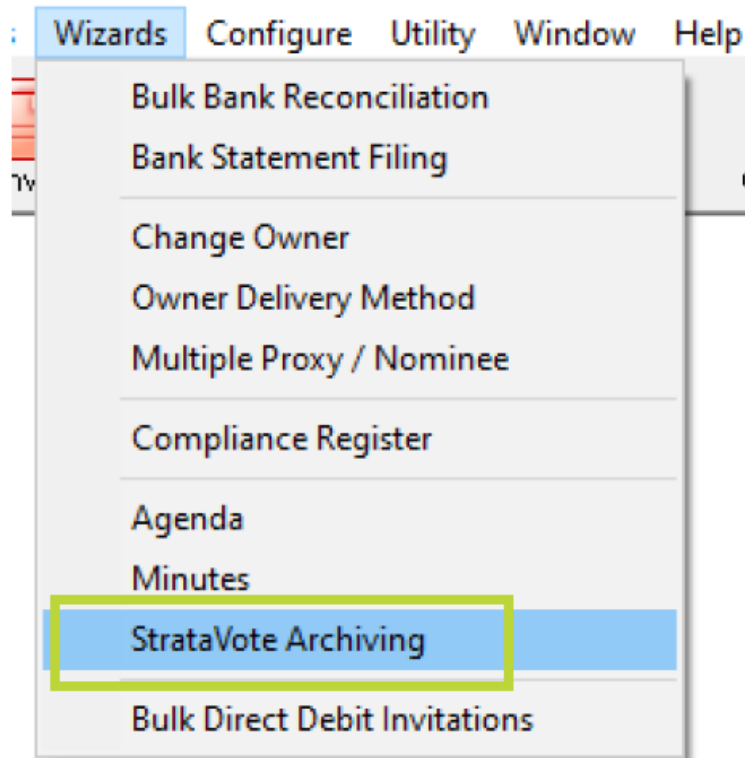 Wizards Configure Utility Window Help
Bulk Bank Reconciliation
Bank Statement Filing
Change Owner
Owner Delivery Method
Multiple Proxy / Nominee
Compliance Register
Agenda
Minutes
StrataVote Archiving
Bulk Direct Debit Invitations